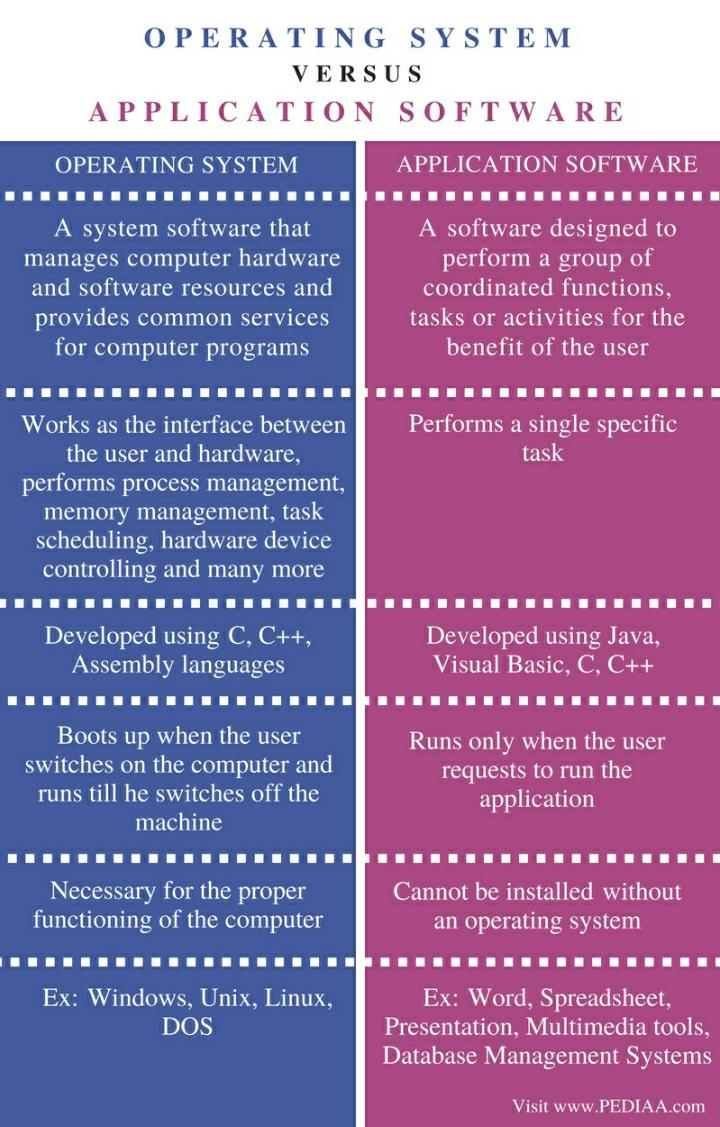 OPERATING SYSTEM
VERSUS
APPLICATION SOFTWARE
OPERATING SYSTEM
APPLICATION SOFTWARE
A system software that
manages computer hardware
and software resources and
provides common services
for computer programs
A software designed to
perform a group of
coordinated functions,
tasks or activities for the
benefit of the user
Works as the interface between
the user and hardware,
performs process management,
memory management, task
scheduling, hardware device
controlling and many more
Performs a single specific
task
Developed using C, C++,
Assembly languages
Developed using Java,
Visual Basic, C, C++
Boots up when the user
switches on the computer and
runs till he switches off the
machine
Runs only when the user
requests to run the
application
Necessary for the proper
functioning of the computer
Cannot be installed without
an operating system
Ex: Windows, Unix, Linux,
DOS
Ex: Word, Spreadsheet,
Presentation, Multimedia tools,
Database Management Systems
Visit www.PEDIAA.com